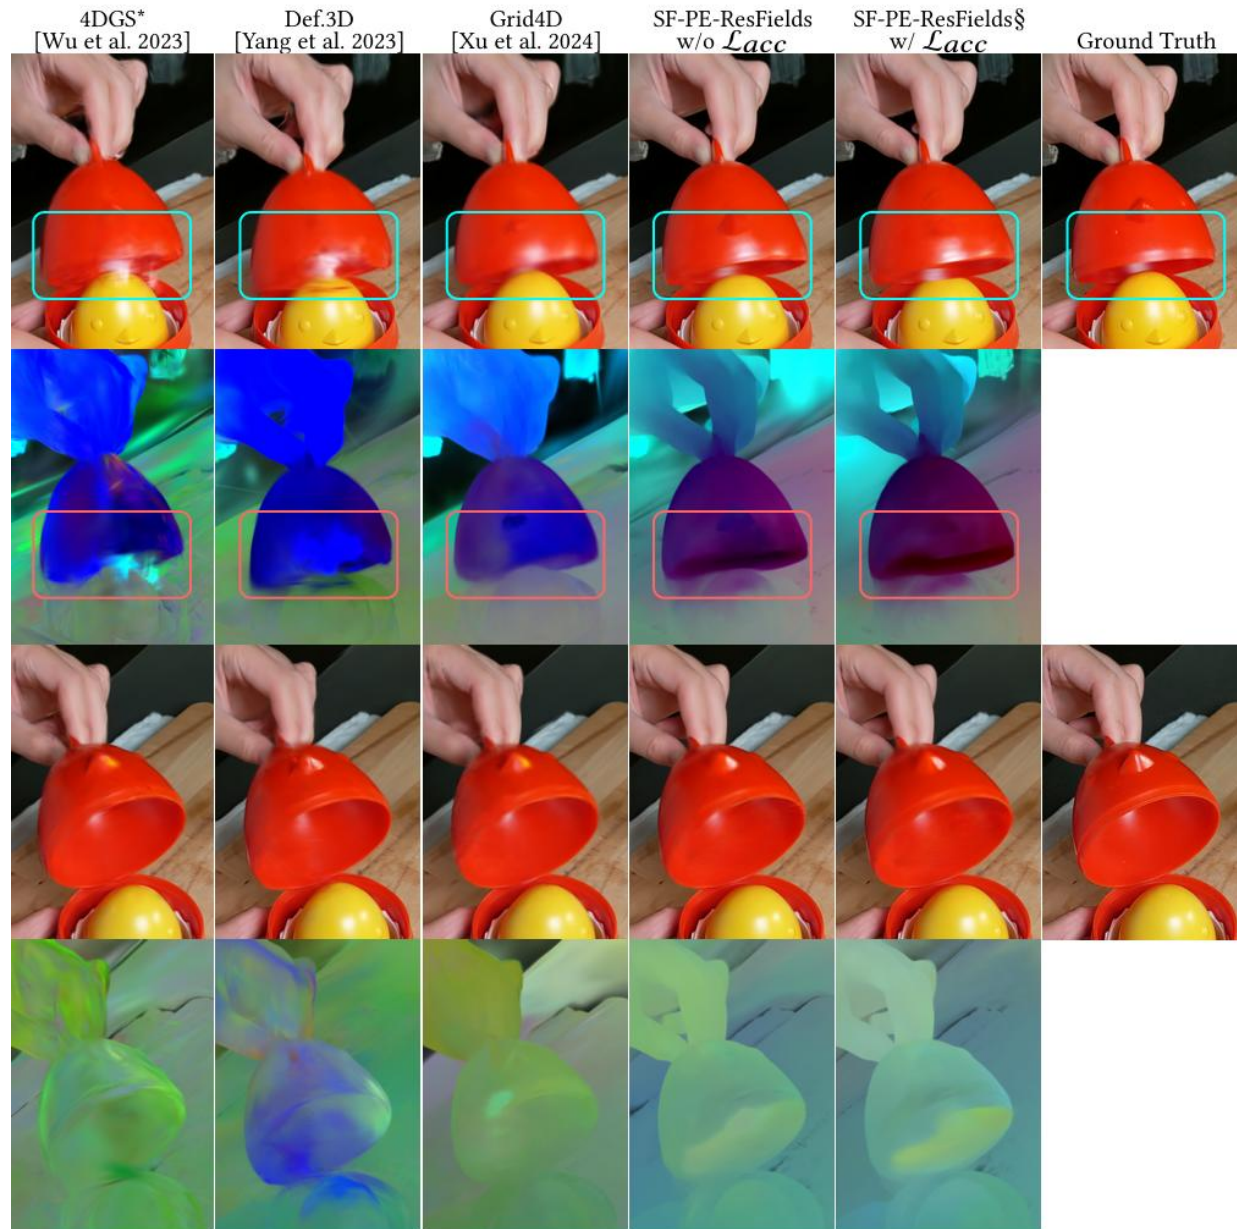 4DGS* Def.3D Grid4D SF-PE-ResFields SF-PE-ResFields§
[Wu et al. 2023] [Yang et al. 2023] [Xu et al. 2024] w/o 𝓛acc w/ 𝓛acc Ground Truth